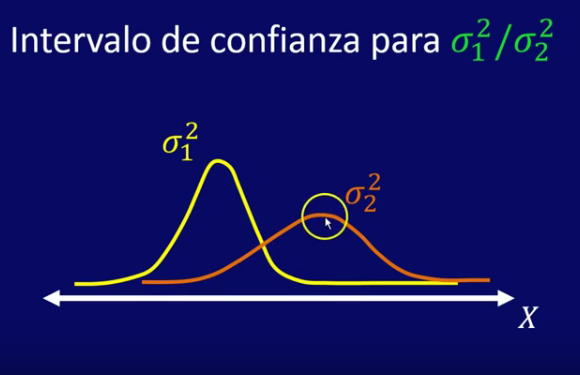 Intervalo de confianza para σ₁²/σ₂²
σ₁²
σ₂²
X